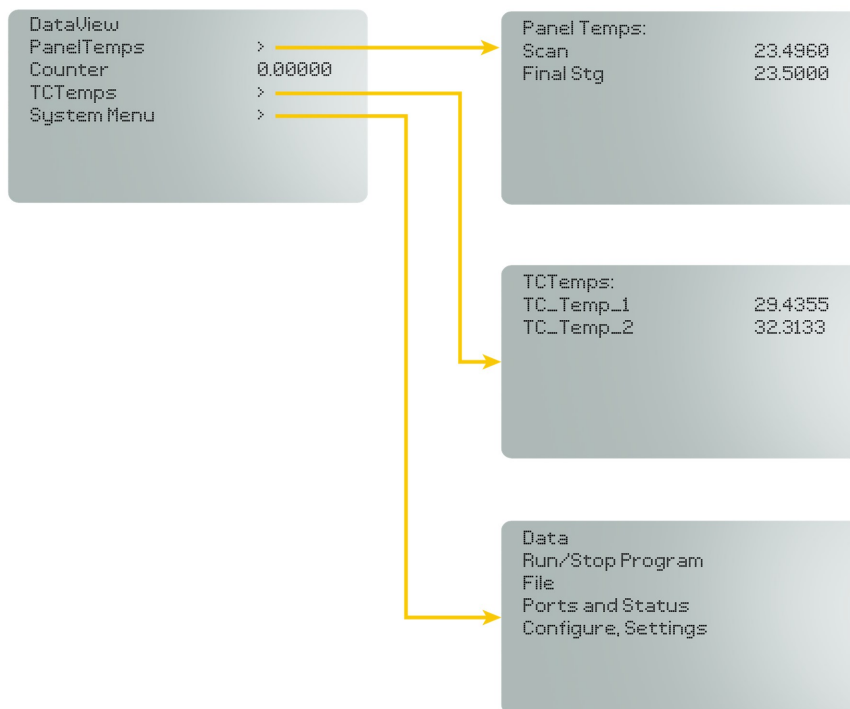 DataView
PanelTemps >
Counter 0.00000
TCTemps >
System Menu >
Panel Temps:
Scan 23.4960
Final Stg 23.5000
TCTemps:
TC_Temp_1 29.4355
TC_Temp_2 32.3133
Data
Run/Stop Program
File
Ports and Status
Configure, Settings